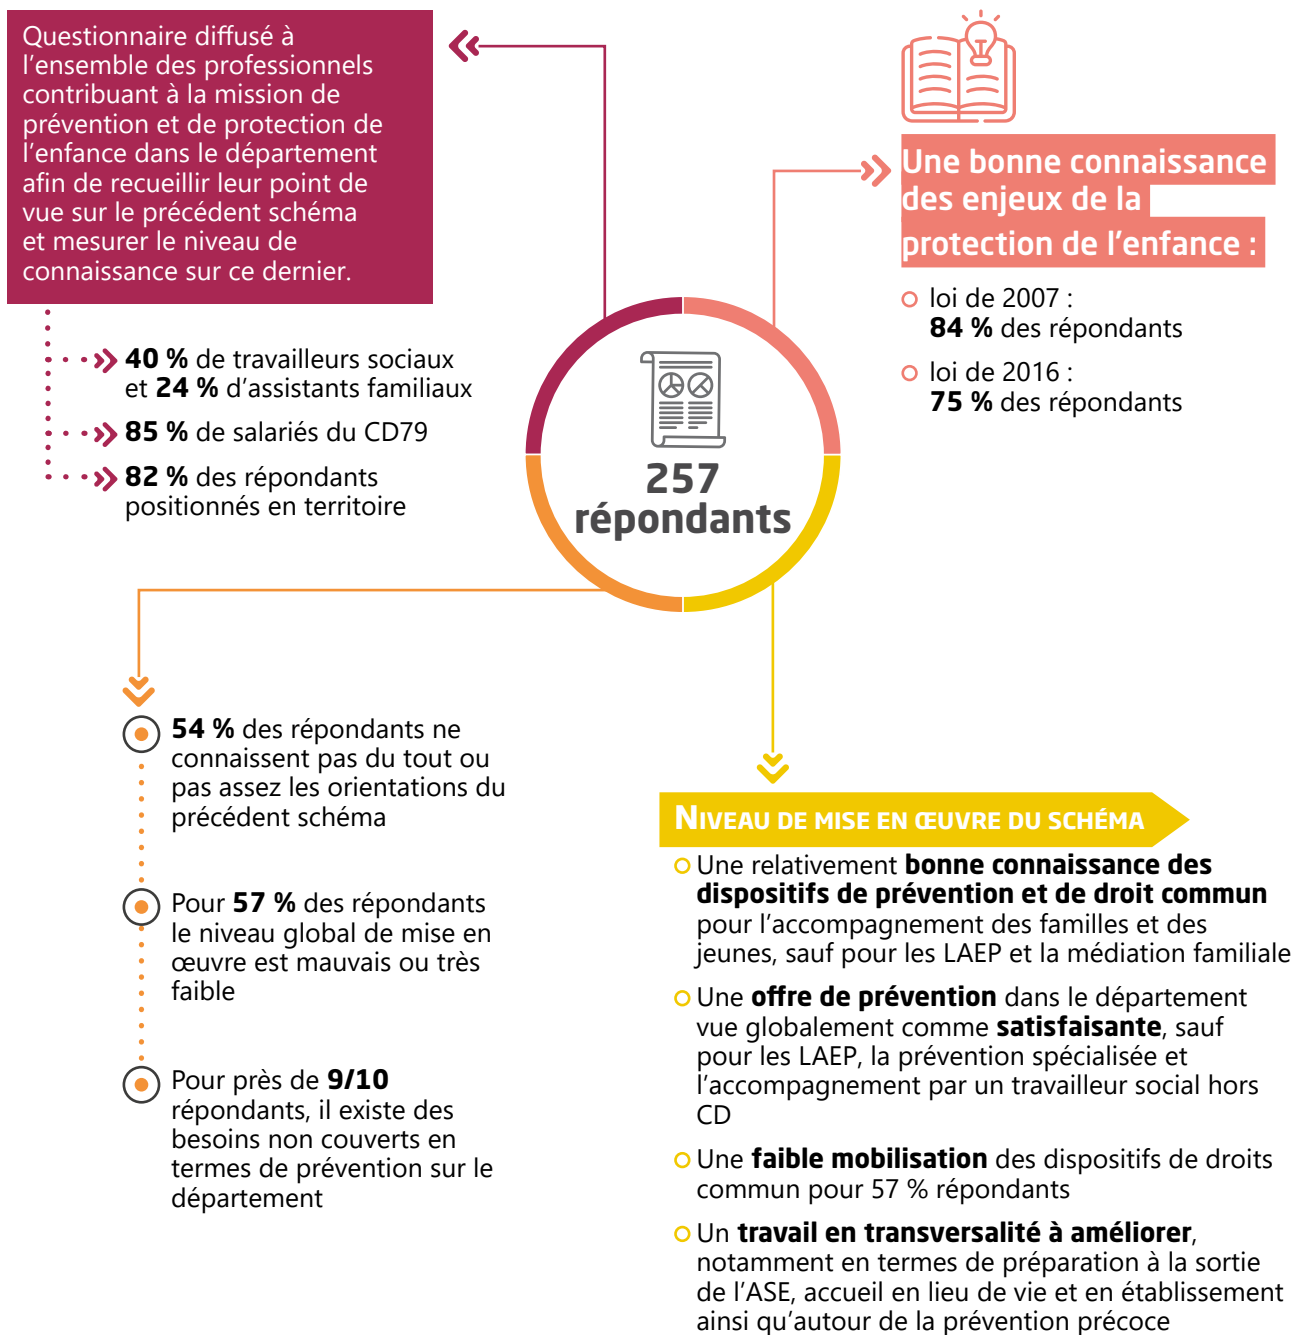 Questionnaire diffusé à
l'ensemble des professionnels
contribuant à la mission de
prévention et de protection de
l'enfance dans le département
afin de recueillir leur point de
vue sur le précédent schéma
et mesurer le niveau de
connaissance sur ce dernier.
40 % de travailleurs sociaux
et 24 % d'assistants familiaux
85 % de salariés du CD79
82 % des répondants
positionnés en territoire
257
répondants
Une bonne connaissance
des enjeux de la
protection de l'enfance :
loi de 2007 :
84 % des répondants
loi de 2016 :
75 % des répondants
54 % des répondants ne
connaissent pas du tout ou
pas assez les orientations du
précédent schéma
Pour 57 % des répondants
le niveau global de mise en
œuvre est mauvais ou très
faible
Pour près de 9/10
répondants, il existe des
besoins non couverts en
termes de prévention sur le
département
NIVEAU DE MISE EN ŒUVRE DU SCHÉMA
Une relativement bonne connaissance des
dispositifs de prévention et de droit commun
pour l'accompagnement des familles et des
jeunes, sauf pour les LAEP et la médiation familiale
Une offre de prévention dans le département
vue globalement comme satisfaisante, sauf
pour les LAEP, la prévention spécialisée et
l'accompagnement par un travailleur social hors
CD
Une faible mobilisation des dispositifs de droits
commun pour 57 % répondants
Un travail en transversalité à améliorer,
notamment en termes de préparation à la sortie
de l'ASE, accueil en lieu de vie et en établissement
ainsi qu'autour de la prévention précoce